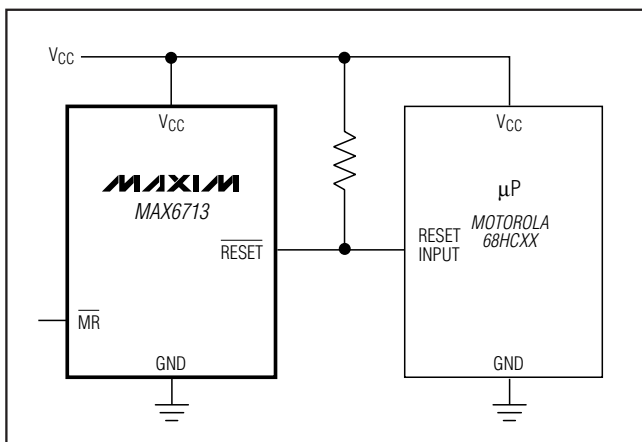 VCC
VCC
MAXIM
MAX6713
RESET
MR
GND
VCC
μP
MOTOROLA
68HCXX
RESET
INPUT
GND